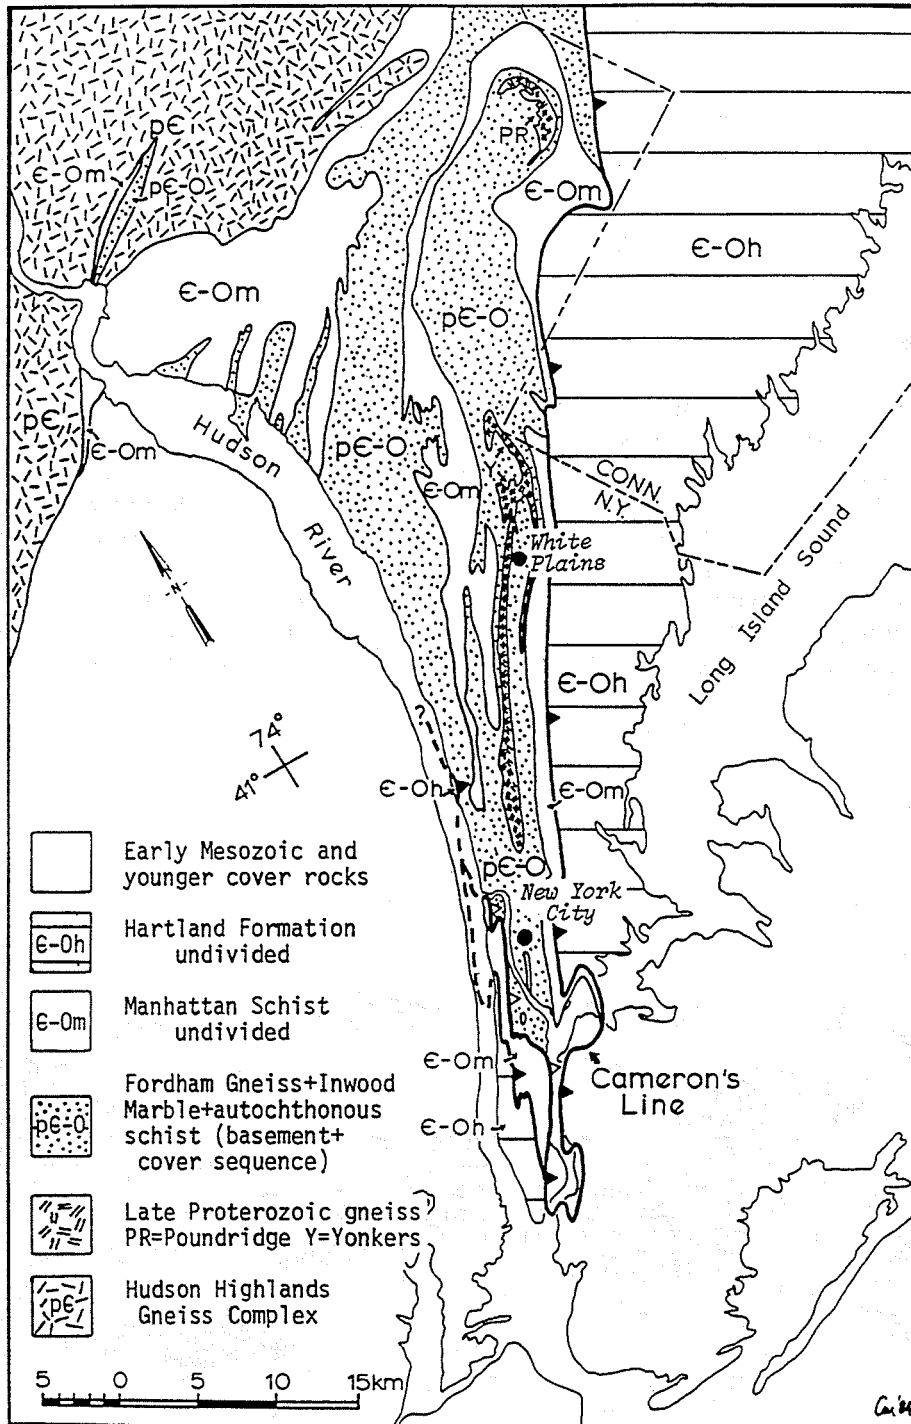 pЄ
Є-Om
pЄ-O
PR
Є-Om
Є-Oh
Є-Om
pЄ-O
pЄ
Є-Om
Hudson
River
pЄ-O
Є-Om
Y
CONN.
N.Y.
White
Plains
Long Island Sound
Є-Oh
?
74°
41°
Є-Oh
Є-Om
pЄ-O
New York
City
Є-Om
Є-Oh
Cameron's
Line
Early Mesozoic and
younger cover rocks
Є-Oh
Hartland Formation
undivided
Є-Om
Manhattan Schist
undivided
pЄ-O
Fordham Gneiss+Inwood
Marble+autochthonous
schist (basement+
cover sequence)
Late Proterozoic gneiss
PR=Poundridge Y=Yonkers
pЄ
Hudson Highlands
Gneiss Complex
5 0 5 10 15km